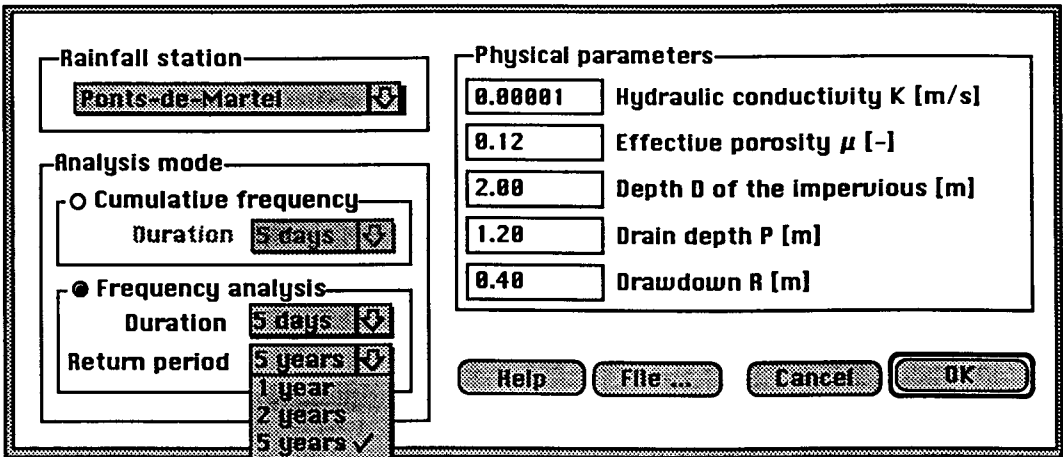 Rainfall station
Ponts-de-Martel
Analysis mode
Cumulative frequency
Duration 5 days
Frequency analysis
Duration 5 days
Return period 5 years
1 year
2 years
5 years ✓
Physical parameters
0.00001 Hydraulic conductivity K [m/s]
0.12 Effective porosity μ [-]
2.00 Depth D of the impervious [m]
1.20 Drain depth P [m]
0.40 Drawdown R [m]
Help File ... Cancel OK